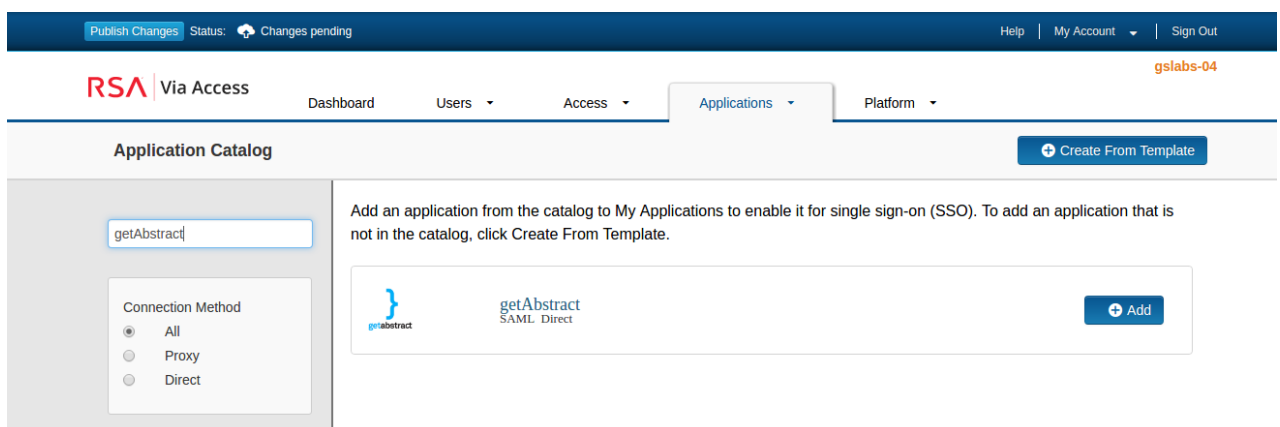 Publish Changes Status: Changes pending Help My Account Sign Out
gslabs-04
RSA Via Access
Dashboard Users Access Applications Platform
Application Catalog Create From Template
getAbstract
Add an application from the catalog to My Applications to enable it for single sign-on (SSO). To add an application that is
not in the catalog, click Create From Template.
Connection Method
All
Proxy
Direct
getabstract
getAbstract
SAML Direct
Add